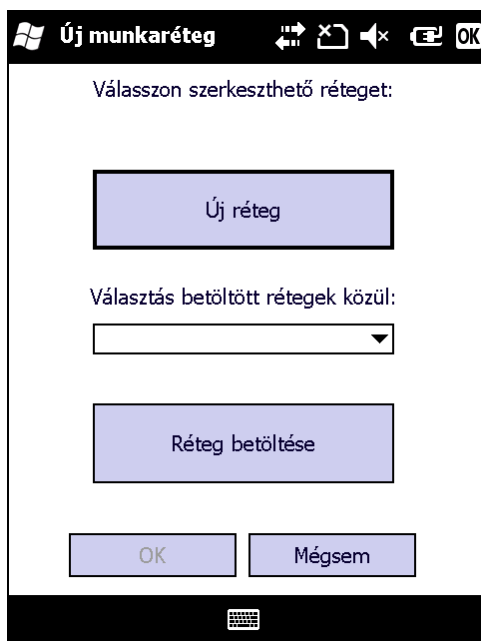 Új munkaréteg OK
Válasszon szerkeszthető réteget:
Új réteg
Választás betöltött rétegek közül:
Réteg betöltése
OK Mégsem